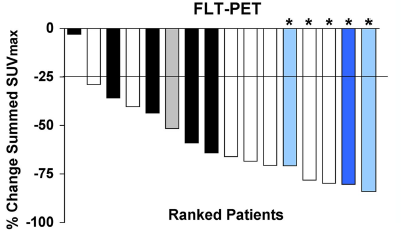 FLT-PET
* * * * *
0
-25
-50
-75
-100
% Change Summed SUVmax
Ranked Patients